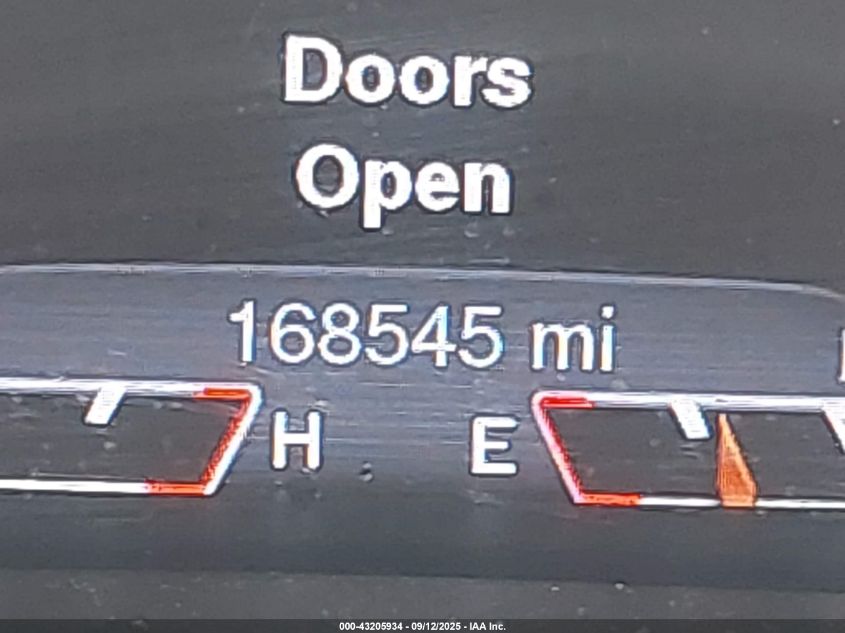 Doors
Open
168545 mi
H E
000-43205934 - 09/12/2025 - IAA Inc.